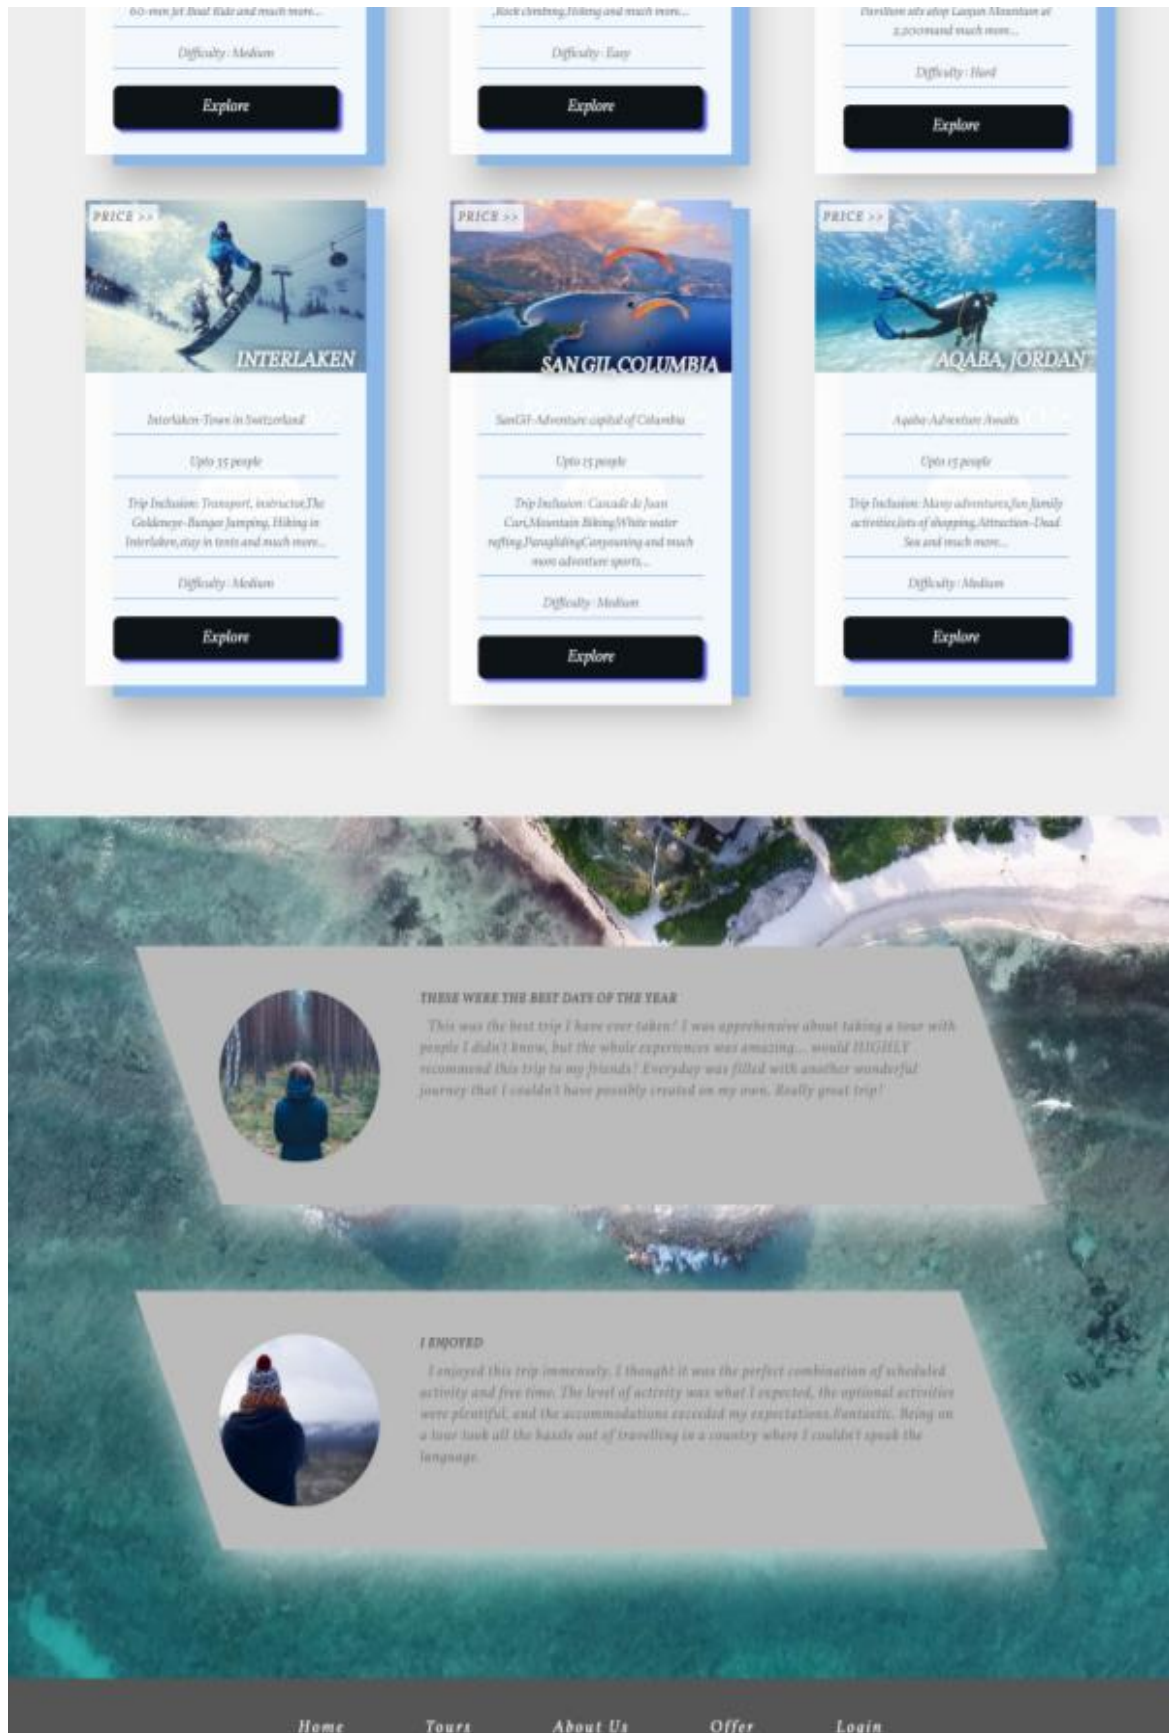 60-min Jet Boat Ride and much more...
Difficulty : Medium
Explore
,Rock climbing,Hiking and much more...
Difficulty : Easy
Explore
Pavillion sits atop Laojun Mountain at
2,200mand much more...
Difficulty : Hard
Explore
PRICE >>
INTERLAKEN
Interlaken-Town in Switzerland
Upto 35 people
Trip Inclusion: Transport, instructor,The
Goldeneye-Bungee Jumping, Hiking in
Interlaken,stay in tents and much more...
Difficulty : Medium
Explore
PRICE >>
SAN GIL,COLUMBIA
SanGil-Adventure capital of Columbia
Upto 15 people
Trip Inclusion: Cascade de Juan
Curi,Mountain Biking,White water
rafting,ParaglidingCanyouning and much
more adventure sports...
Difficulty : Medium
Explore
PRICE >>
AQABA, JORDAN
Aqaba-Adventure Awaits
Upto 15 people
Trip Inclusion: Many adventures,fun family
activities,lots of shopping,Attraction-Dead
Sea and much more...
Difficulty : Medium
Explore
THESE WERE THE BEST DAYS OF THE YEAR
This was the best trip I have ever taken! I was apprehensive about taking a tour with
people I didn't know, but the whole experiences was amazing... would HIGHLY
recommend this trip to my friends! Everyday was filled with another wonderful
journey that I couldn't have possibly created on my own. Really great trip!
I ENJOYED
I enjoyed this trip immensely. I thought it was the perfect combination of scheduled
activity and free time. The level of activity was what I expected, the optional activities
were plentiful, and the accommodations exceeded my expectations.Fantastic. Being on
a tour took all the hassle out of travelling in a country where I couldn't speak the
language.
Home Tours About Us Offer Login